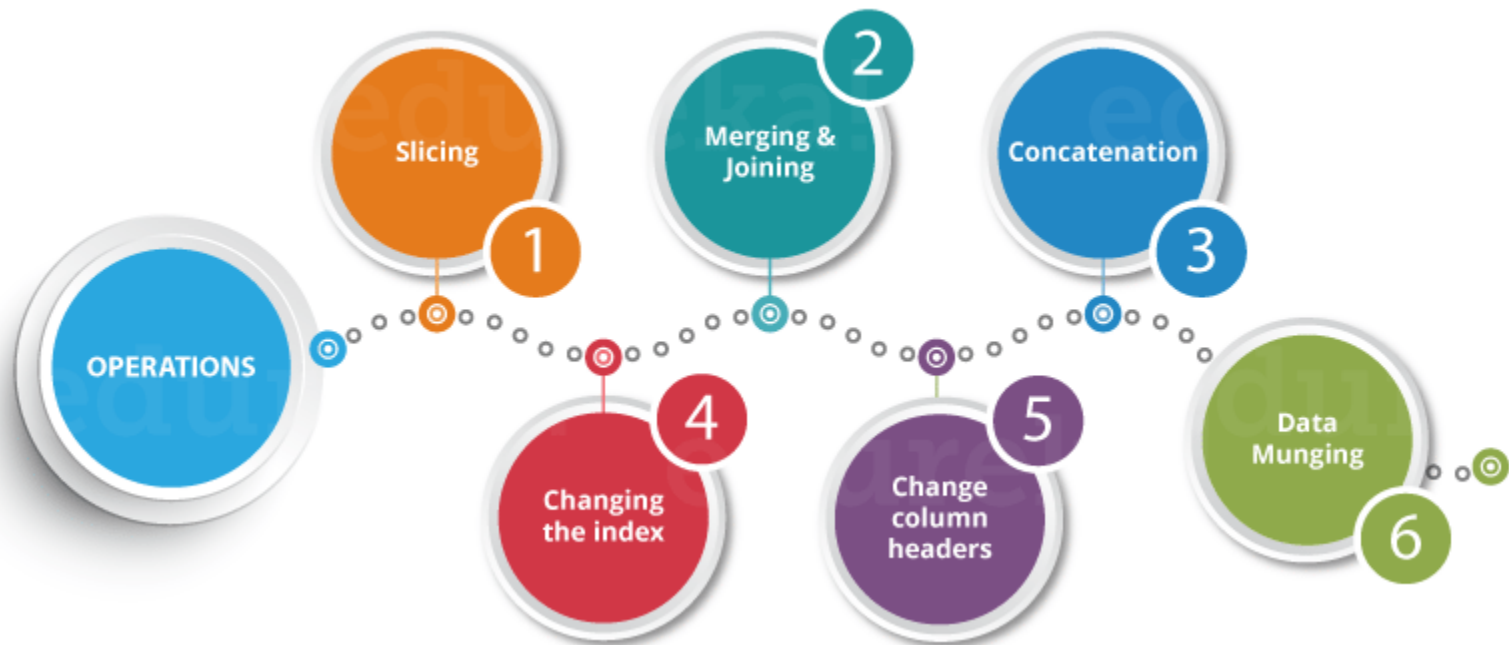 OPERATIONS
Slicing
1
Merging &
Joining
2
Concatenation
3
Changing
the index
4
Change
column
headers
5
Data
Munging
6